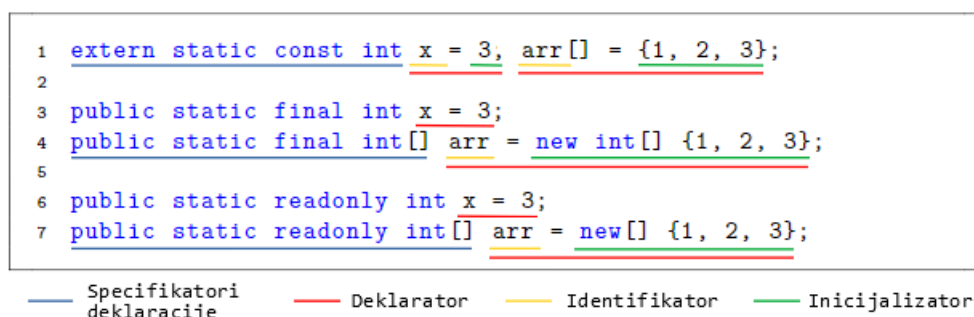 1 extern static const int x = 3, arr[] = {1, 2, 3};
2
3 public static final int x = 3;
4 public static final int[] arr = new int[] {1, 2, 3};
5
6 public static readonly int x = 3;
7 public static readonly int[] arr = new[] {1, 2, 3};
Specifikatori deklaracije
Deklarator
Identifikator
Inicijalizator